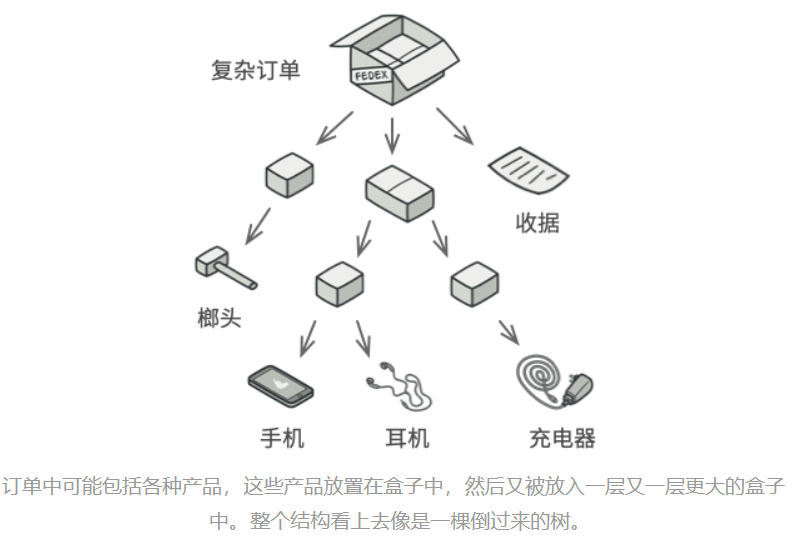 复杂订单
FEDEX
收据
榔头
手机
耳机
充电器
订单中可能包括各种产品，这些产品放置在盒子中，然后又被放入一层又一层更大的盒子
中。整个结构看上去像是一棵倒过来的树。